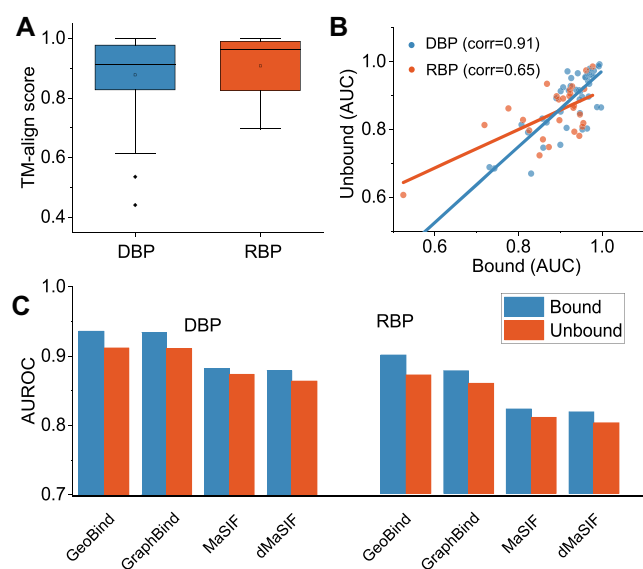 A
TM-align score
1.0
0.8
0.6
0.4
DBP
RBP
B
Unbound (AUC)
1.0
0.8
0.6
DBP (corr=0.91)
RBP (corr=0.65)
0.6
0.8
1.0
Bound (AUC)
C
AUROC
1.0
0.9
0.8
0.7
DBP
RBP
Bound
Unbound
GeoBind
GraphBind
MaSIF
dMaSIF
GeoBind
GraphBind
MaSIF
dMaSIF